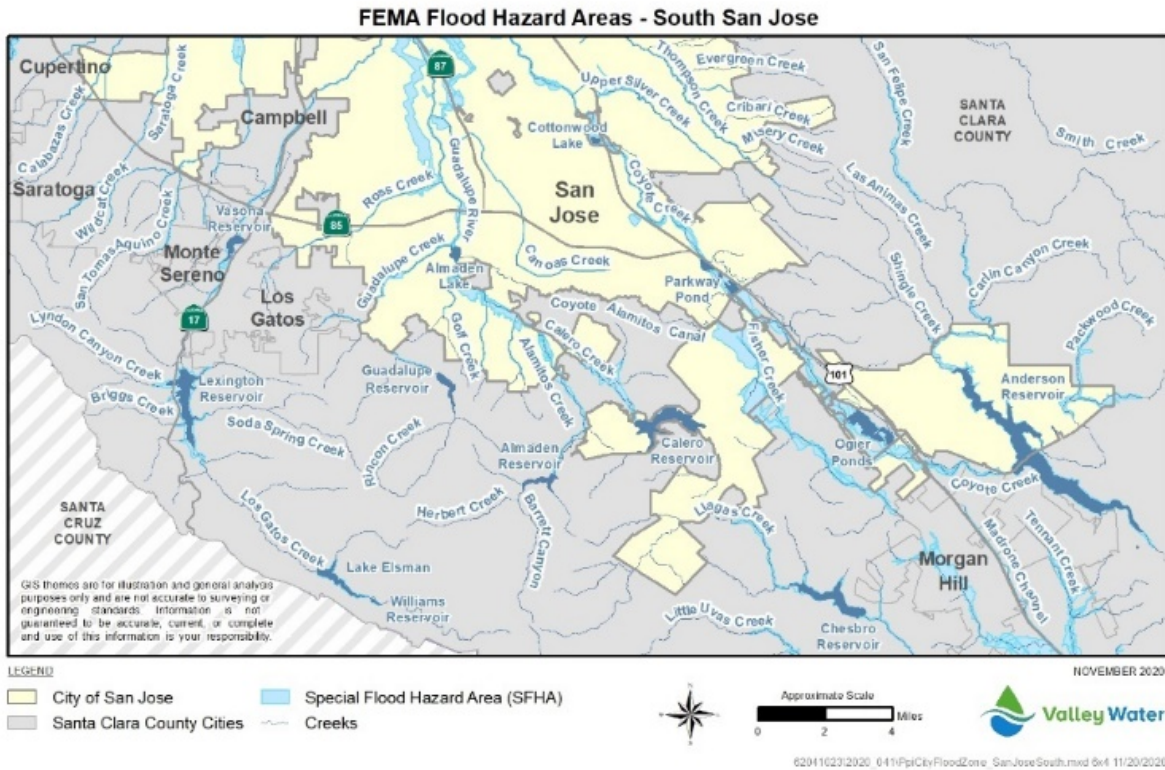 FEMA Flood Hazard Areas - South San Jose
87
Cupertino
Saratoga Creek
Calabazas Creek
Campbell
Thompson Creek
Evergreen Creek
Upper Silver Creek
Cribari Creek
Misery Creek
San Felipe Creek
SANTA
CLARA
COUNTY
Smith Creek
Cottonwood
Lake
Coyote Creek
Guadalupe River
Ross Creek
San
Jose
Saratoga
Wildcat Creek
San Tomas Aquino Creek
Vasona
Reservoir
85
Las Animas Creek
Monte
Sereno
Los
Gatos
Guadalupe Creek
Almaden
Lake
Canoas Creek
Parkway
Pond
Shingle Creek
Carlin Canyon Creek
Packwood Creek
17
Lyndon Canyon Creek
Golf Creek
Coyote Alamitos Canal
Calero Creek
Alamitos Creek
Fisher Creek
101
Lexington
Reservoir
Briggs Creek
Guadalupe
Reservoir
Anderson
Reservoir
Soda Spring Creek
Rincon Creek
Almaden
Reservoir
Calero
Reservoir
Ogier
Ponds
Coyote Creek
SANTA
CRUZ
COUNTY
Los Gatos Creek
Herbert Creek
Barrett Canyon
Llagas Creek
Madrone Channel
Tennant Creek
Morgan
Hill
Lake Elsman
Williams
Reservoir
Little Uvas Creek
Chesbro
Reservoir
GIS themes are for illustration and general analysis
purposes only and are not accurate to surveying or
engineering standards. Information is not
guaranteed to be accurate, current, or complete
and use of this information is your responsibility.
LEGEND
City of San Jose
Special Flood Hazard Area (SFHA)
Santa Clara County Cities
Creeks
Approximate Scale
Miles
0 2 4
NOVEMBER 2020
Valley Water
62041023\2020_041\PpiCityFloodZone_SanJoseSouth.mxd 6x4 11/20/2020